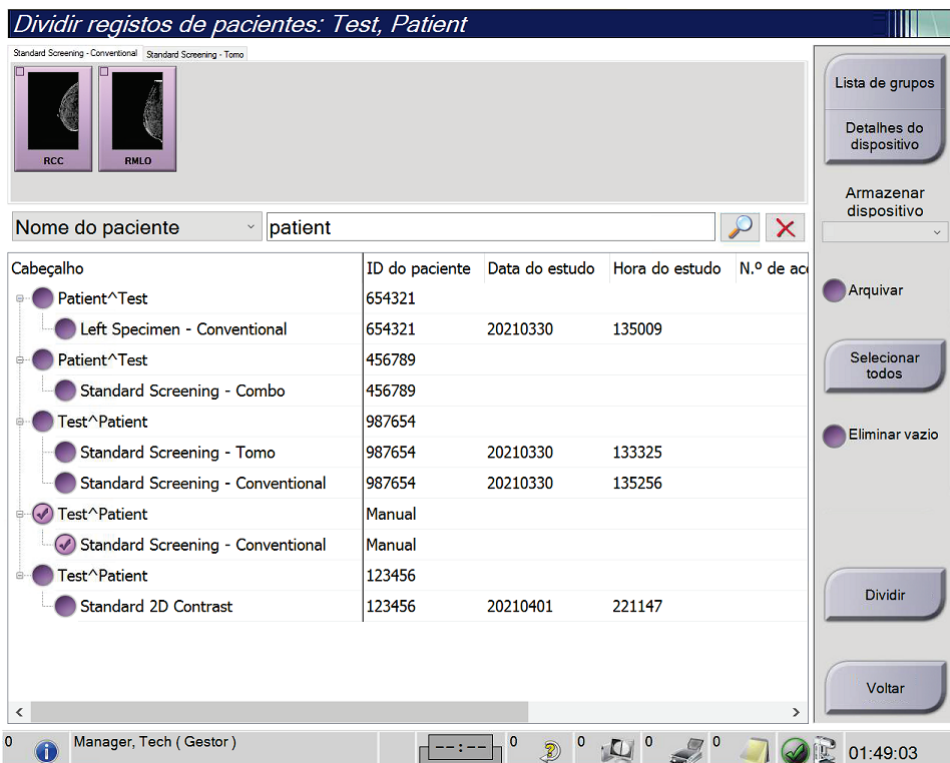 Dividir registos de pacientes: Test, Patient
Standard Screening - Conventional Standard Screening - Tomo
RCC RMLO
Lista de grupos
Detalhes do
dispositivo
Armazenar
dispositivo
Nome do paciente patient
Cabeçalho ID do paciente Data do estudo Hora do estudo N.º de ac
Patient^Test 654321
Left Specimen - Conventional 654321 20210330 135009
Patient^Test 456789
Standard Screening - Combo 456789
Test^Patient 987654
Standard Screening - Tomo 987654 20210330 133325
Standard Screening - Conventional 987654 20210330 135256
Test^Patient Manual
Standard Screening - Conventional Manual
Test^Patient 123456
Standard 2D Contrast 123456 20210401 221147
Arquivar
Selecionar
todos
Eliminar vazio
Dividir
Voltar
0 Manager, Tech ( Gestor ) --:-- 0 0 0 0 01:49:03